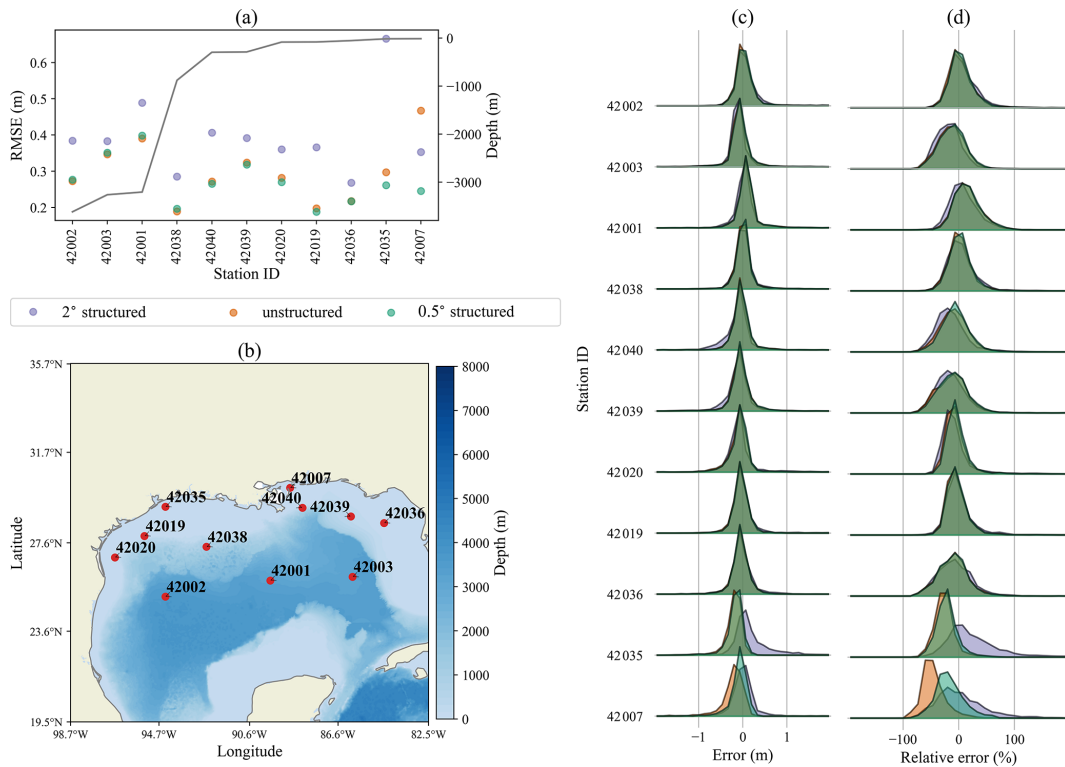 (a)
RMSE (m)
0.6
0.5
0.4
0.3
0.2
0
−1000
−2000
−3000
Depth (m)
42002
42003
42001
42038
42040
42039
42020
42019
42036
42035
42007
Station ID
2° structured
unstructured
0.5° structured
(b)
35.7°N
31.7°N
27.6°N
23.6°N
19.5°N
Latitude
42007
42035
42040
42039
42036
42019
42038
42020
42001
42003
42002
98.7°W
94.7°W
90.6°W
86.6°W
82.5°W
Longitude
8000
7000
6000
5000
4000
3000
2000
1000
0
Depth (m)
(c)
(d)
Station ID
42002
42003
42001
42038
42040
42039
42020
42019
42036
42035
42007
−1
0
1
Error (m)
−100
0
100
Relative error (%)